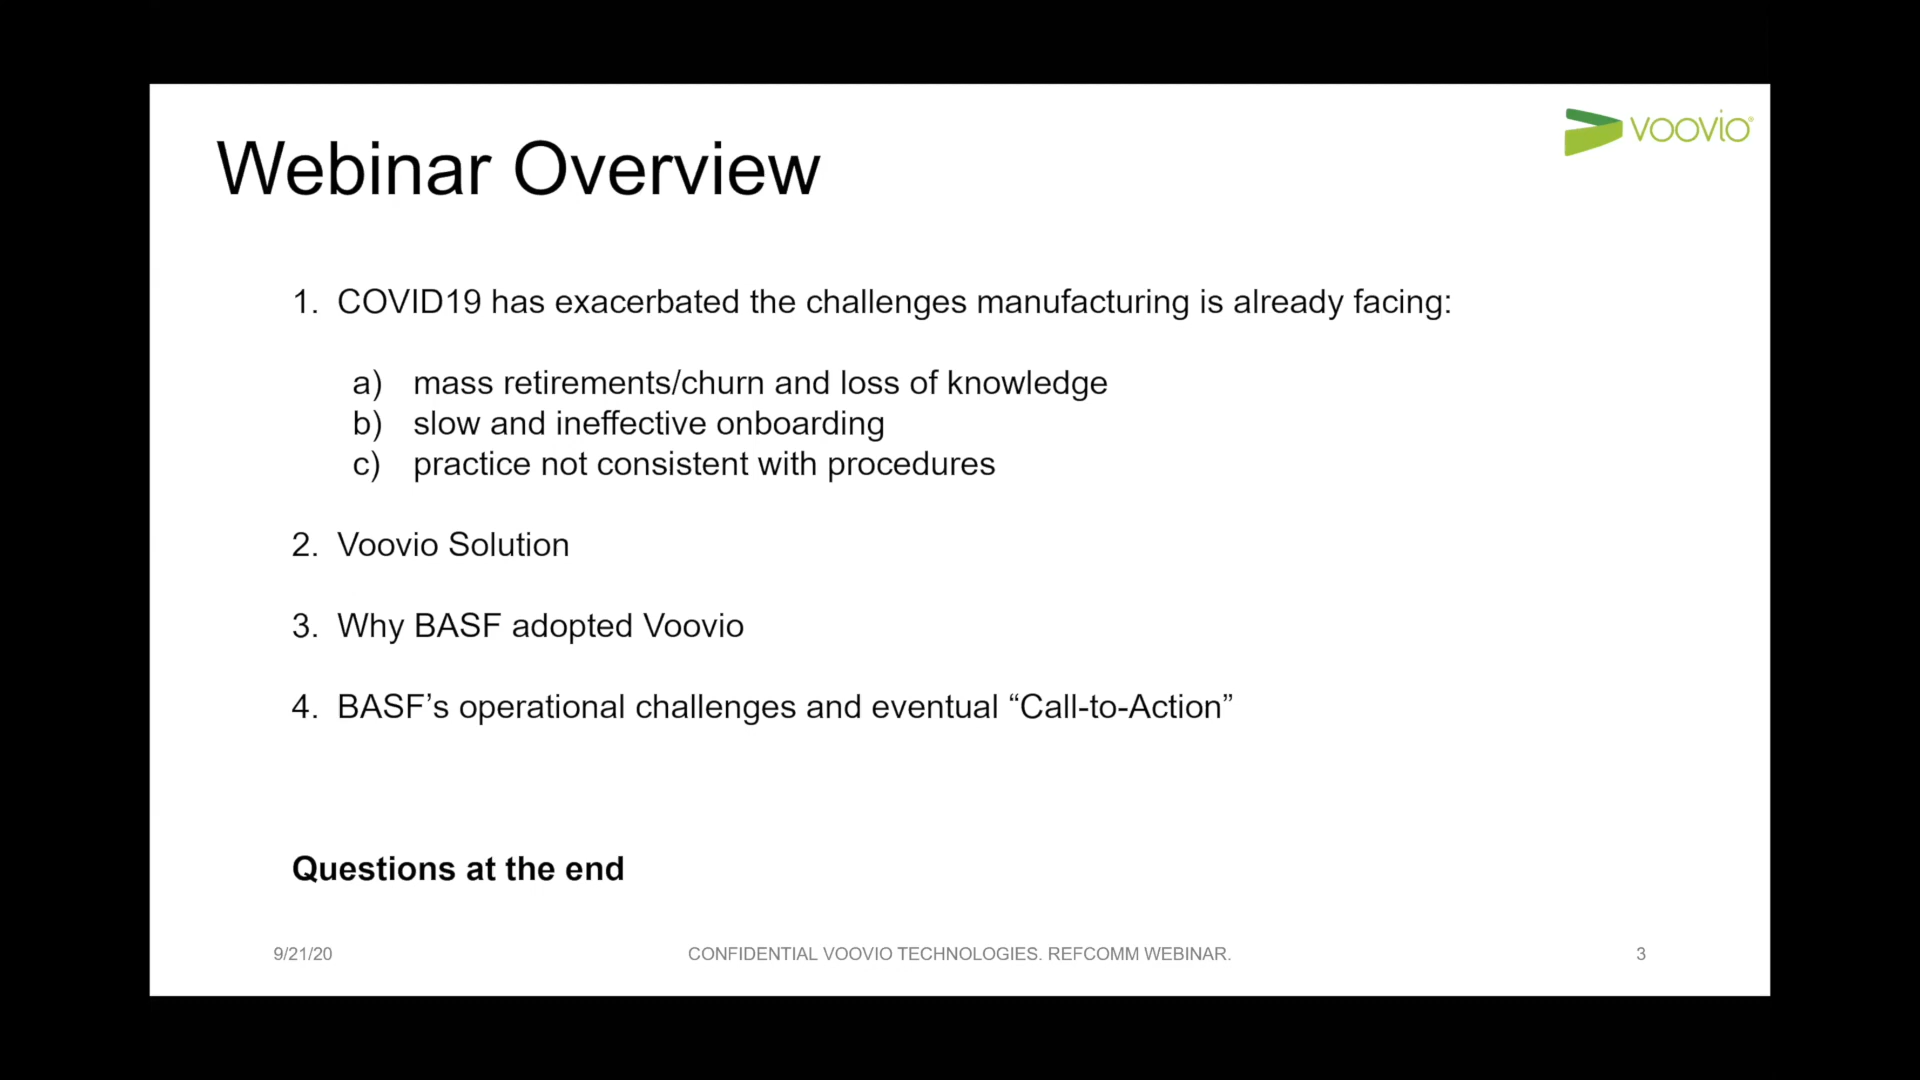 voovio
Webinar Overview
1. COVID19 has exacerbated the challenges manufacturing is already facing:
a) mass retirements/churn and loss of knowledge
b) slow and ineffective onboarding
c) practice not consistent with procedures
2. Voovio Solution
3. Why BASF adopted Voovio
4. BASF’s operational challenges and eventual “Call-to-Action”
Questions at the end
9/21/20 CONFIDENTIAL VOOVIO TECHNOLOGIES. REFCOMM WEBINAR. 3